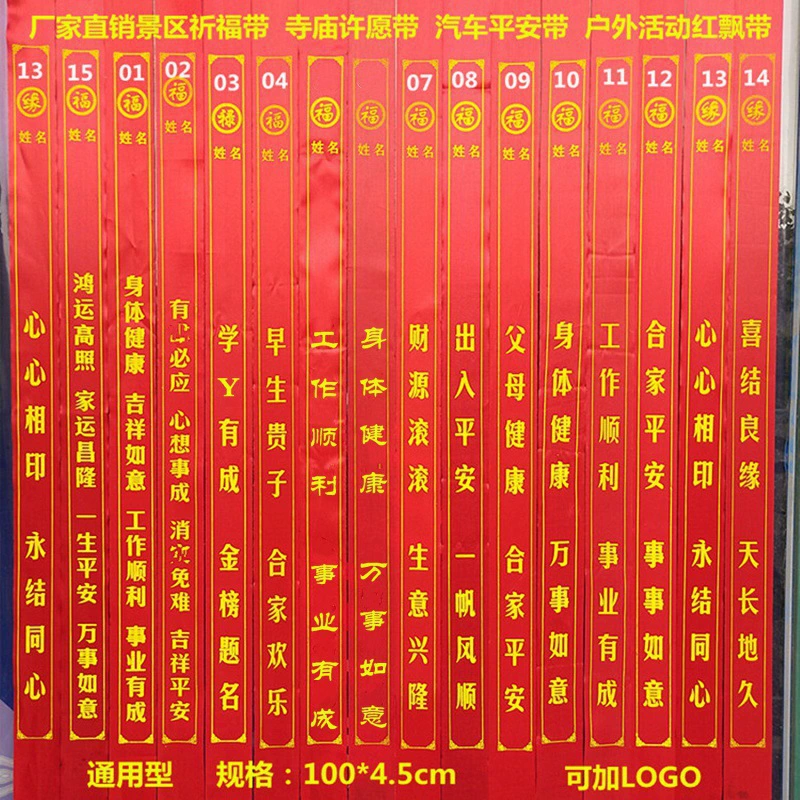 厂家直销景区祈福带 寺庙许愿带 汽车平安带 户外活动红飘带
13
缘
姓名
心心相印 永结同心
15
福
姓名
鸿运高照 家运昌隆 一生平安 万事如意
01
福
姓名
身体健康 吉祥如意 工作顺利 事业有成
02
福
姓名
有必应 心想事成 消免难 吉祥平安
03
禄
姓名
学Y有成 金榜题名
04
福
姓名
早生贵子 合家欢乐
福
姓名
工作顺利 事业有成
福
姓名
身体健康 万事如意
07
福
姓名
财源滚滚 生意兴隆
08
福
姓名
出入平安 一帆风顺
09
福
姓名
父母健康 合家平安
10
福
姓名
身体健康 万事如意
11
福
姓名
工作顺利 事业有成
12
福
姓名
合家平安 事事如意
13
缘
姓名
心心相印 永结同心
14
缘
姓名
喜结良缘 天长地久
通用型 规格：100*4.5cm 可加LOGO